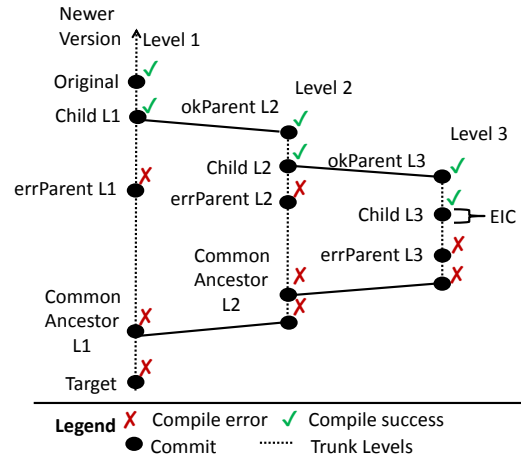 Newer
Version
Level 1
Original
Child L1
okParent L2
Level 2
Level 3
Child L2
okParent L3
errParent L1
errParent L2
Child L3
EIC
Common
Ancestor
L2
errParent L3
Common
Ancestor
L1
Target
Legend ✗ Compile error ✓ Compile success
Commit Trunk Levels